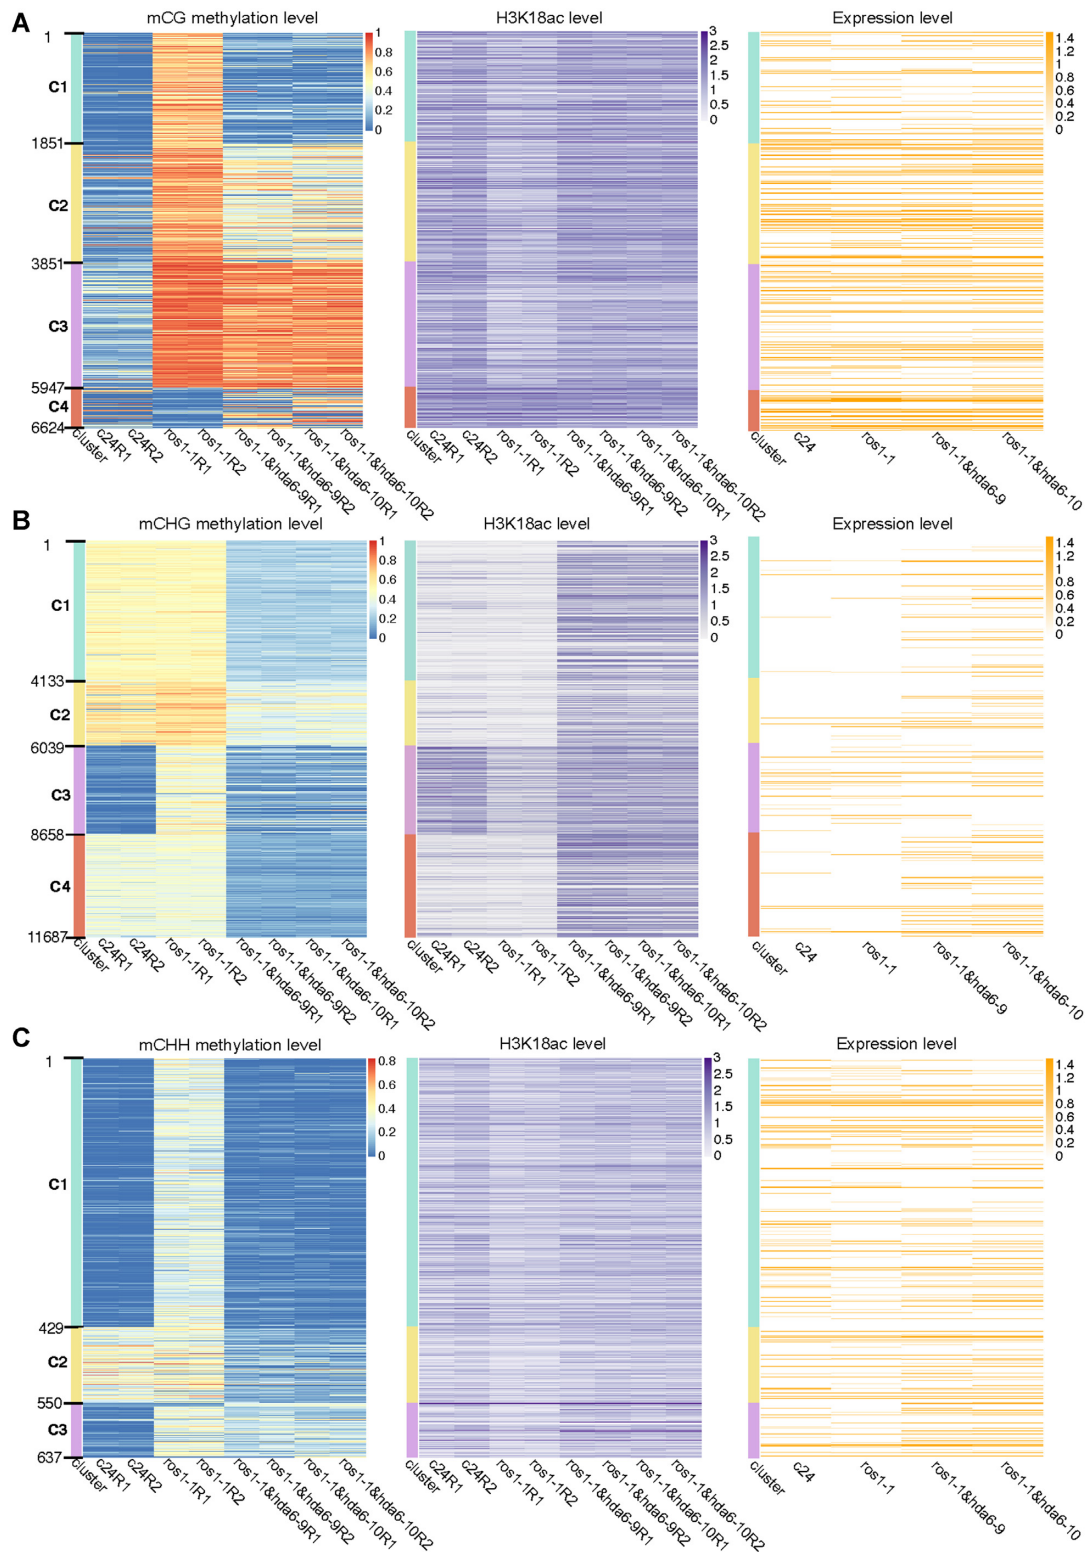 A
mCG methylation level
H3K18ac level
Expression level
1
C1
1851
C2
3851
C3
5947
C4
6624
1
0.8
0.6
0.4
0.2
0
3
2.5
2
1.5
1
0.5
0
1.4
1.2
1
0.8
0.6
0.4
0.2
0
cluster
c24R1
c24R2
ros1-1R1
ros1-1R2
ros1-1&hda6-9R1
ros1-1&hda6-9R2
ros1-1&hda6-10R1
ros1-1&hda6-10R2
cluster
c24R1
c24R2
ros1-1R1
ros1-1R2
ros1-1&hda6-9R1
ros1-1&hda6-9R2
ros1-1&hda6-10R1
ros1-1&hda6-10R2
cluster
c24
ros1-1
ros1-1&hda6-9
ros1-1&hda6-10
B
mCHG methylation level
H3K18ac level
Expression level
1
C1
4133
C2
6039
C3
8658
C4
11687
1
0.8
0.6
0.4
0.2
0
3
2.5
2
1.5
1
0.5
0
1.4
1.2
1
0.8
0.6
0.4
0.2
0
cluster
c24R1
c24R2
ros1-1R1
ros1-1R2
ros1-1&hda6-9R1
ros1-1&hda6-9R2
ros1-1&hda6-10R1
ros1-1&hda6-10R2
cluster
c24R1
c24R2
ros1-1R1
ros1-1R2
ros1-1&hda6-9R1
ros1-1&hda6-9R2
ros1-1&hda6-10R1
ros1-1&hda6-10R2
cluster
c24
ros1-1
ros1-1&hda6-9
ros1-1&hda6-10
C
mCHH methylation level
H3K18ac level
Expression level
1
C1
429
C2
550
C3
637
0.8
0.6
0.4
0.2
0
3
2.5
2
1.5
1
0.5
0
1.4
1.2
1
0.8
0.6
0.4
0.2
0
cluster
c24R1
c24R2
ros1-1R1
ros1-1R2
ros1-1&hda6-9R1
ros1-1&hda6-9R2
ros1-1&hda6-10R1
ros1-1&hda6-10R2
cluster
c24R1
c24R2
ros1-1R1
ros1-1R2
ros1-1&hda6-9R1
ros1-1&hda6-9R2
ros1-1&hda6-10R1
ros1-1&hda6-10R2
cluster
c24
ros1-1
ros1-1&hda6-9
ros1-1&hda6-10